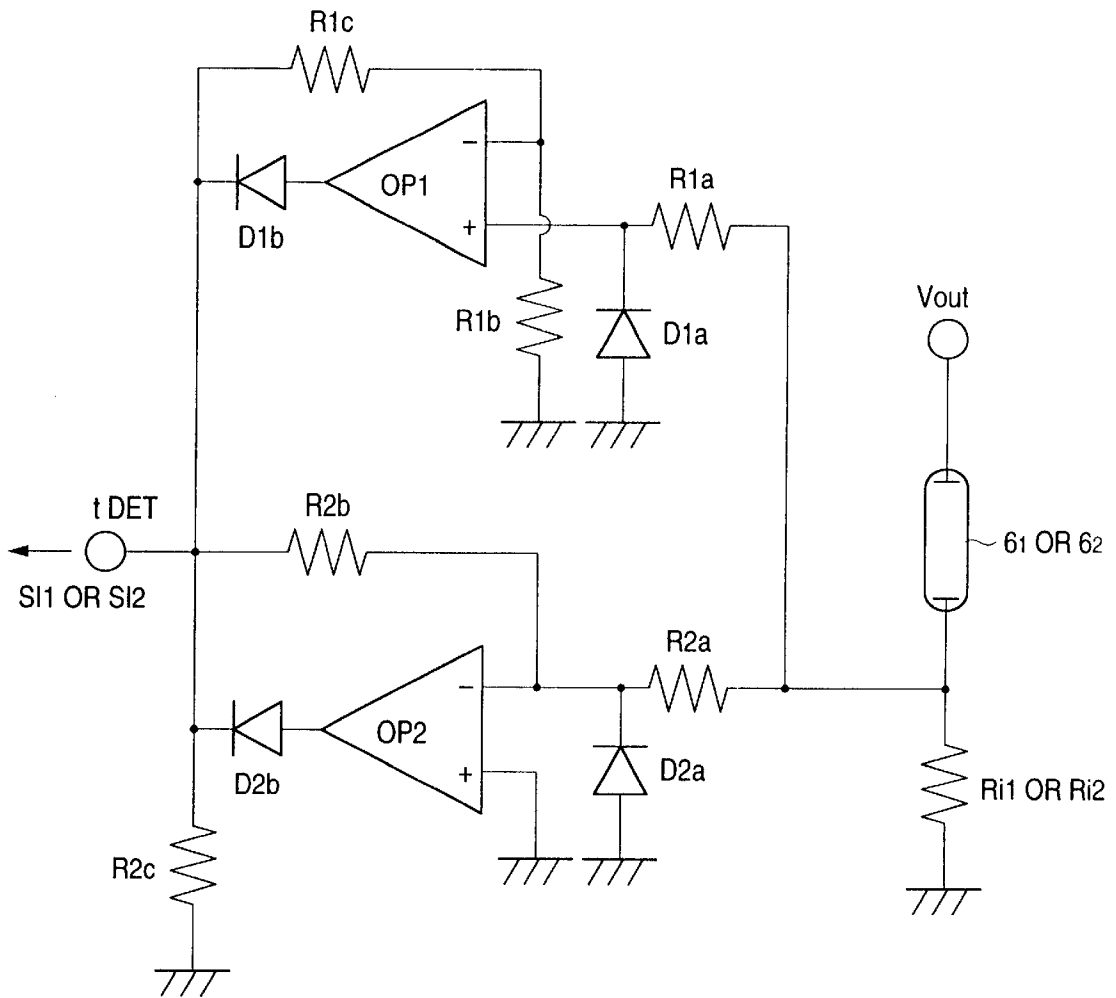 R1c
OP1
-
+
D1b
R1a
R1b
D1a
Vout
t DET
SI1 OR SI2
R2b
61 OR 62
R2a
OP2
-
+
D2b
D2a
Ri1 OR Ri2
R2c